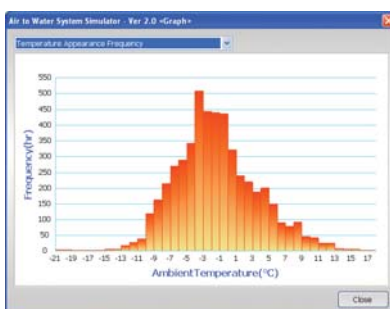 Air to Water System Simulator - Ver 2.0 <Graph>
Temperature Appearance Frequency
550
500
450
400
350
300
250
200
150
100
50
0
Frequency(hr)
-21 -19 -17 -15 -13 -11 -9 -7 -5 -3 -1 1 3 5 7 9 11 13 15 17
AmbientTemperature(°C)
Close